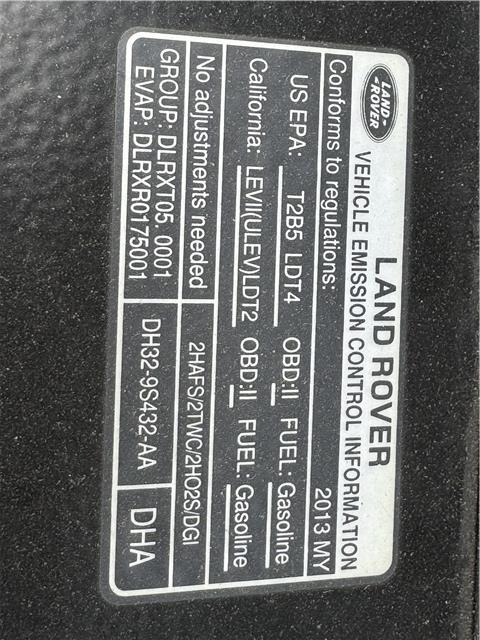 LAND
ROVER
LAND ROVER
VEHICLE EMISSION CONTROL INFORMATION
Conforms to regulations: 2013 MY
US EPA: T2B5 LDT4 OBD:II FUEL: Gasoline
California: LEVII(ULEV)LDT2 OBD:II FUEL: Gasoline
No adjustments needed 2HAFS/2TWC/2HO2S/DGI
GROUP: DLRXT05.0001
EVAP: DLRXR0175001
DH32-9S432-AA
DHA